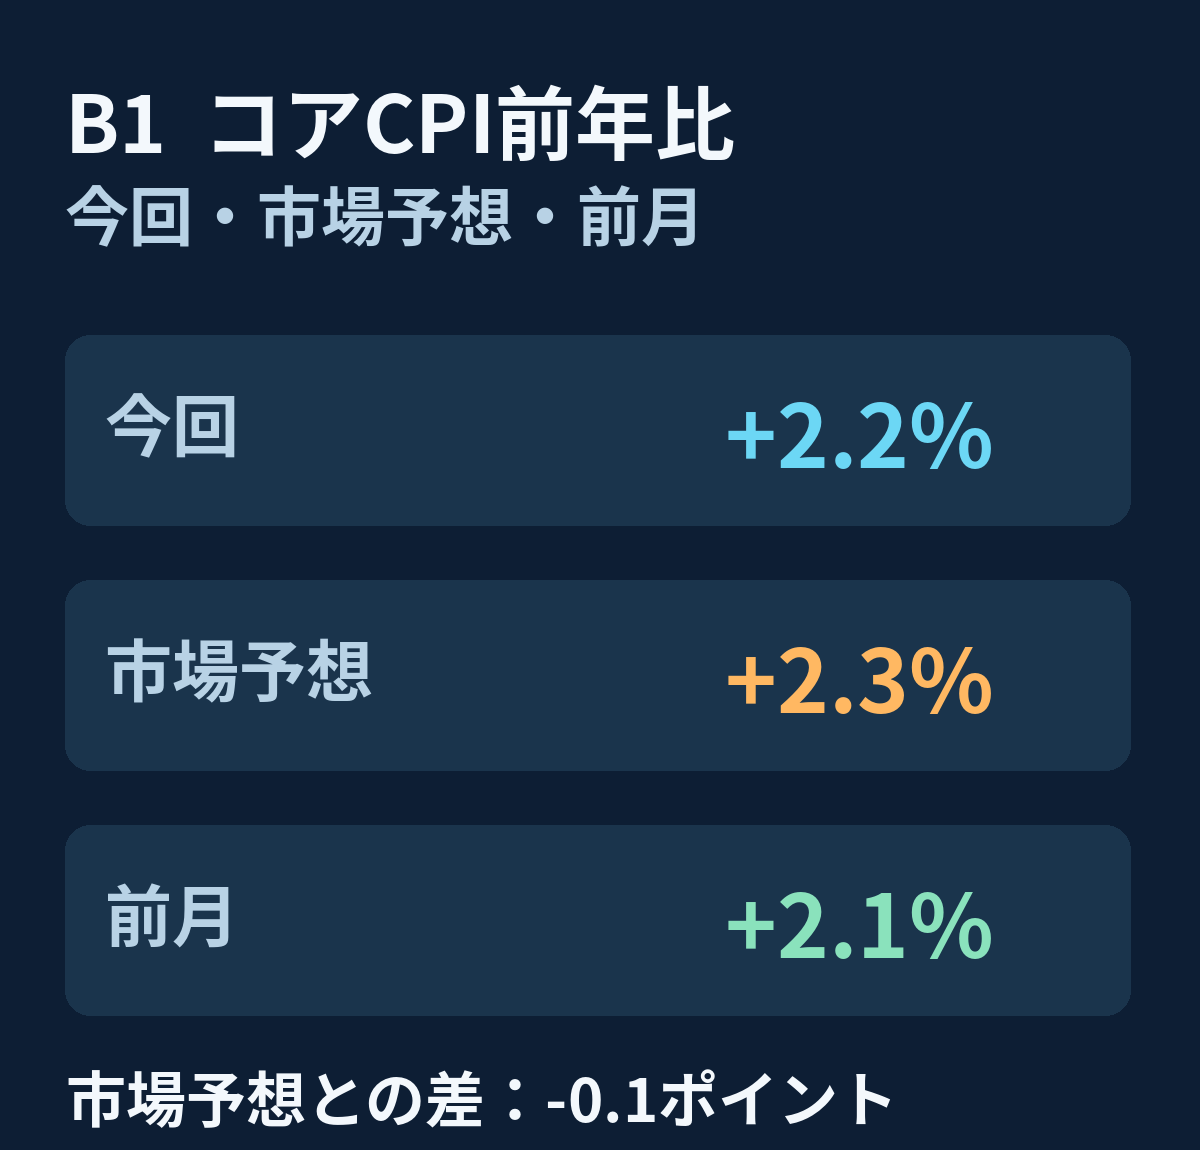 B1 コアCPI前年比
今回・市場予想・前月
今回 +2.2%
市場予想 +2.3%
前月 +2.1%
市場予想との差：-0.1ポイント